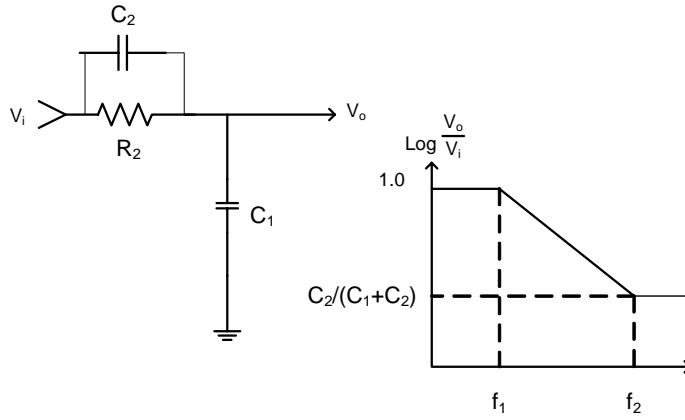 C₂
Vᵢ
Vₒ
R₂
C₁
Log Vₒ/Vᵢ
1.0
C₂/(C₁+C₂)
f₁
f₂